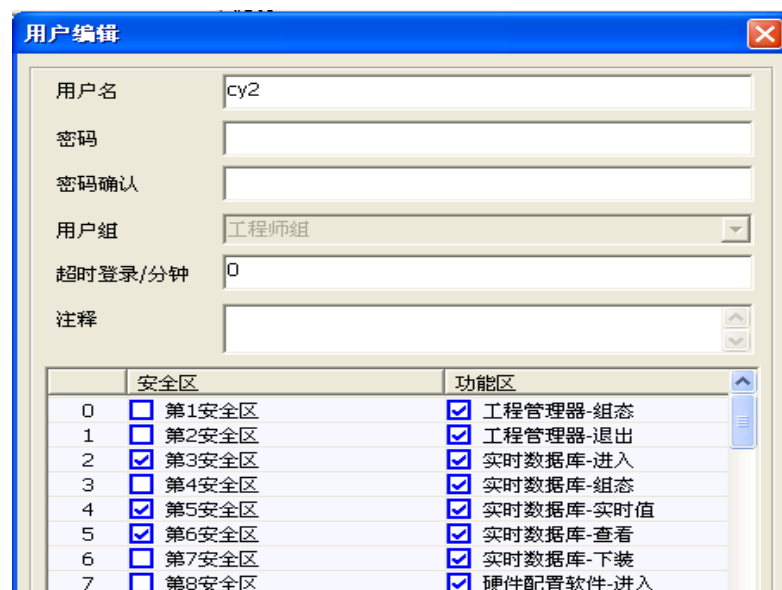 用户编辑
用户名 cy2
密码
密码确认
用户组 工程师组
超时登录/分钟 0
注释
安全区 功能区
0 第1安全区 工程管理器-组态
1 第2安全区 工程管理器-退出
2 第3安全区 实时数据库-进入
3 第4安全区 实时数据库-组态
4 第5安全区 实时数据库-实时值
5 第6安全区 实时数据库-查看
6 第7安全区 实时数据库-下装
7 第8安全区 硬件配置软件-进入